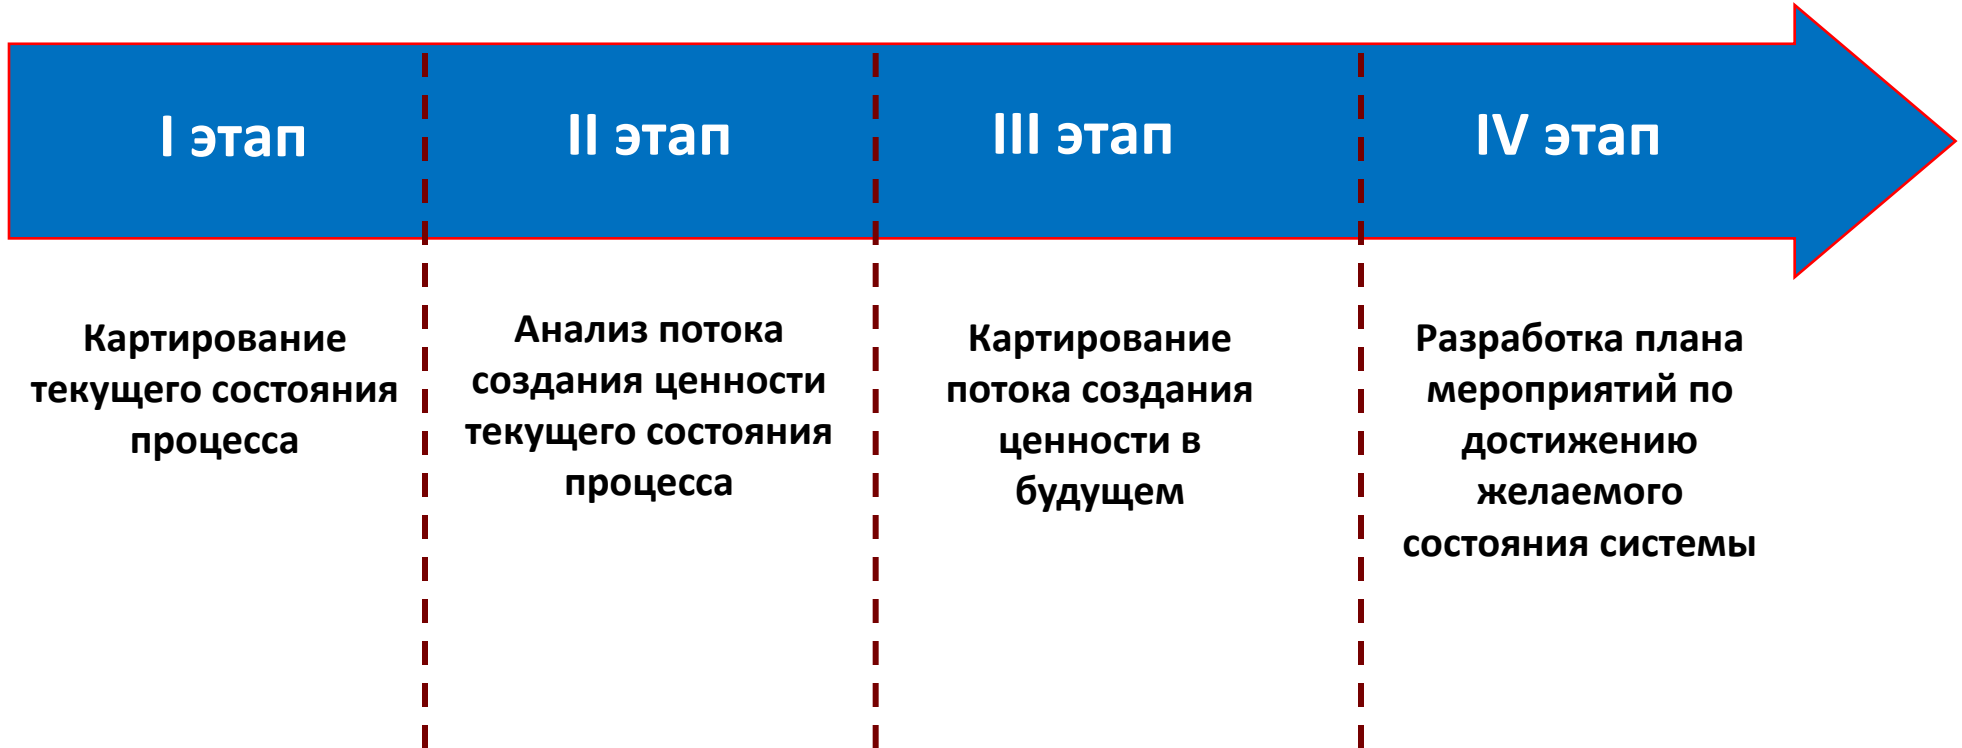 I этап
II этап
III этап
IV этап
Картирование
текущего состояния
процесса
Анализ потока
создания ценности
текущего состояния
процесса
Картирование
потока создания
ценности в
будущем
Разработка плана
мероприятий по
достижению
желаемого
состояния системы